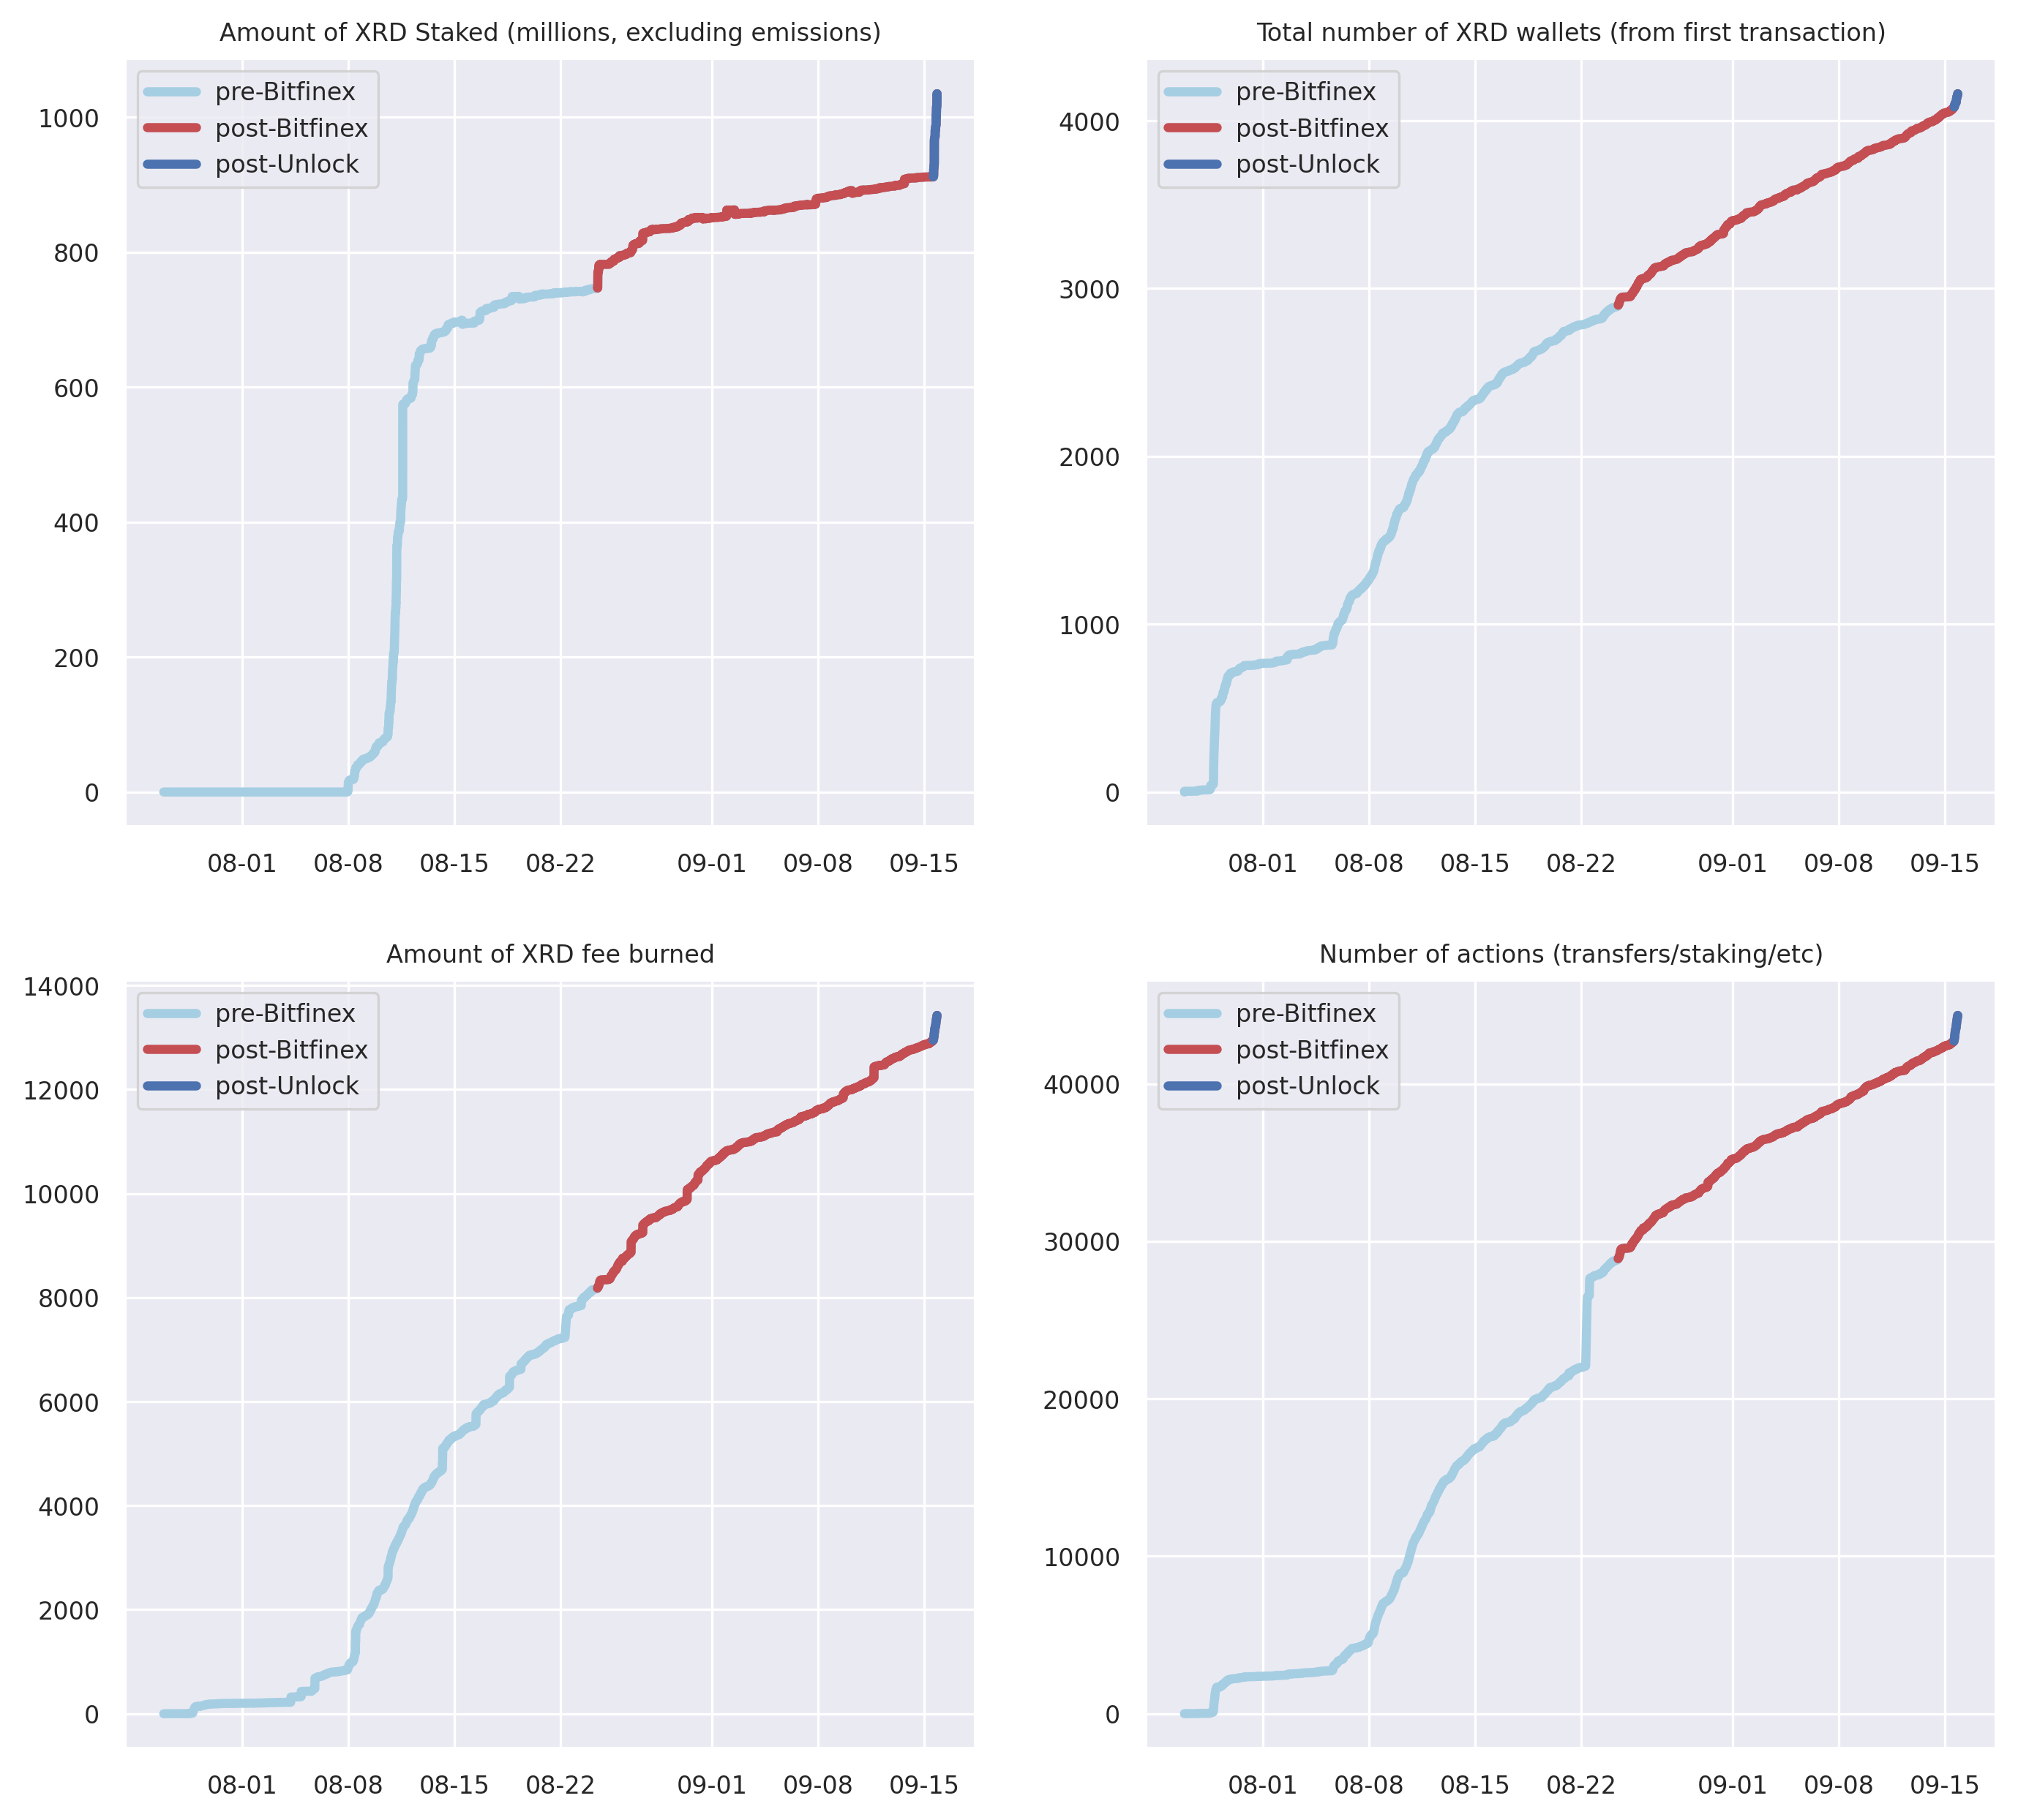 Amount of XRD Staked (millions, excluding emissions)
pre-Bitfinex
post-Bitfinex
post-Unlock
1000
800
600
400
200
0
08-01 08-08 08-15 08-22 09-01 09-08 09-15
Total number of XRD wallets (from first transaction)
pre-Bitfinex
post-Bitfinex
post-Unlock
4000
3000
2000
1000
0
08-01 08-08 08-15 08-22 09-01 09-08 09-15
Amount of XRD fee burned
pre-Bitfinex
post-Bitfinex
post-Unlock
14000
12000
10000
8000
6000
4000
2000
0
08-01 08-08 08-15 08-22 09-01 09-08 09-15
Number of actions (transfers/staking/etc)
pre-Bitfinex
post-Bitfinex
post-Unlock
40000
30000
20000
10000
0
08-01 08-08 08-15 08-22 09-01 09-08 09-15